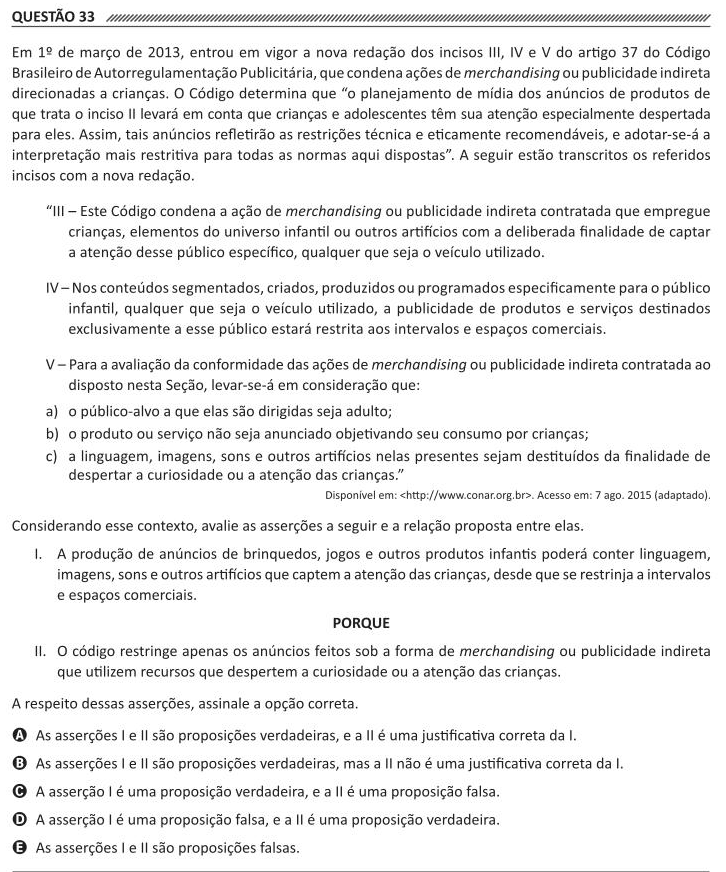 QUESTÃO 33
Em 1º de março de 2013, entrou em vigor a nova redação dos incisos III, IV e V do artigo 37 do Código
Brasileiro de Autorregulamentação Publicitária, que condena ações de merchandising ou publicidade indireta
direcionadas a crianças. O Código determina que “o planejamento de mídia dos anúncios de produtos de
que trata o inciso II levará em conta que crianças e adolescentes têm sua atenção especialmente despertada
para eles. Assim, tais anúncios refletirão as restrições técnica e eticamente recomendáveis, e adotar-se-á a
interpretação mais restritiva para todas as normas aqui dispostas”. A seguir estão transcritos os referidos
incisos com a nova redação.
“III – Este Código condena a ação de merchandising ou publicidade indireta contratada que empregue
crianças, elementos do universo infantil ou outros artifícios com a deliberada finalidade de captar
a atenção desse público específico, qualquer que seja o veículo utilizado.
IV – Nos conteúdos segmentados, criados, produzidos ou programados especificamente para o público
infantil, qualquer que seja o veículo utilizado, a publicidade de produtos e serviços destinados
exclusivamente a esse público estará restrita aos intervalos e espaços comerciais.
V – Para a avaliação da conformidade das ações de merchandising ou publicidade indireta contratada ao
disposto nesta Seção, levar-se-á em consideração que:
a) o público-alvo a que elas são dirigidas seja adulto;
b) o produto ou serviço não seja anunciado objetivando seu consumo por crianças;
c) a linguagem, imagens, sons e outros artifícios nelas presentes sejam destituídos da finalidade de
despertar a curiosidade ou a atenção das crianças.”
Disponível em: <http://www.conar.org.br>. Acesso em: 7 ago. 2015 (adaptado).
Considerando esse contexto, avalie as asserções a seguir e a relação proposta entre elas.
I. A produção de anúncios de brinquedos, jogos e outros produtos infantis poderá conter linguagem,
imagens, sons e outros artifícios que captem a atenção das crianças, desde que se restrinja a intervalos
e espaços comerciais.
PORQUE
II. O código restringe apenas os anúncios feitos sob a forma de merchandising ou publicidade indireta
que utilizem recursos que despertem a curiosidade ou a atenção das crianças.
A respeito dessas asserções, assinale a opção correta.
A As asserções I e II são proposições verdadeiras, e a II é uma justificativa correta da I.
B As asserções I e II são proposições verdadeiras, mas a II não é uma justificativa correta da I.
C A asserção I é uma proposição verdadeira, e a II é uma proposição falsa.
D A asserção I é uma proposição falsa, e a II é uma proposição verdadeira.
E As asserções I e II são proposições falsas.